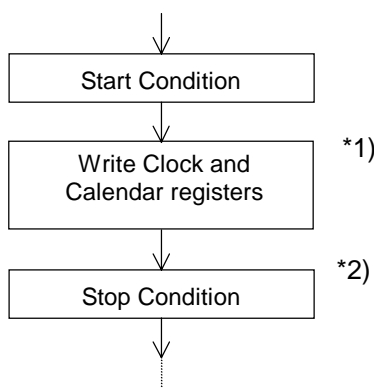 Start Condition
Write Clock and
Calendar registers
*1)
Stop Condition
*2)